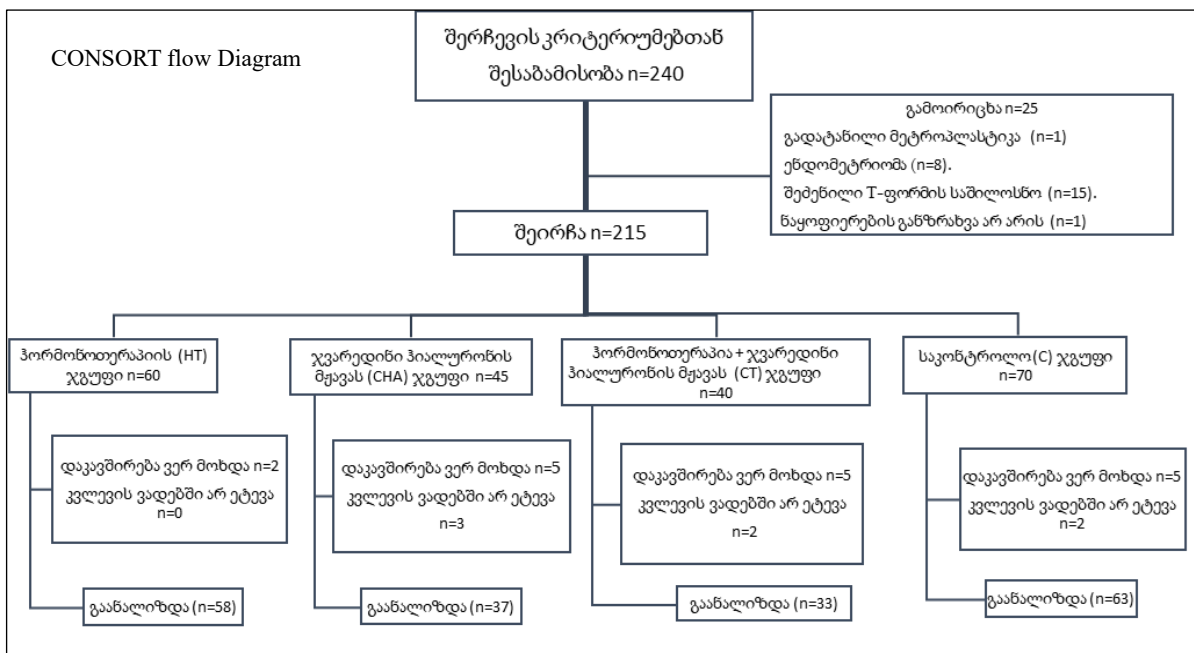 CONSORT flow Diagram
შერჩევის კრიტერიუმებთან
შესაბამისობა n=240
გამოირიცხა n=25
გადატანილი მეტროპლასტიკა (n=1)
ენდომეტრიომა (n=8).
შეძენილი T-ფორმის საშილოსნო (n=15).
ნაყოფიერების განზრახვა არ არის (n=1)
შეირჩა n=215
ჰორმონოთერაპიის (HT)
ჯგუფი n=60
ჯვარედინი ჰიალურონის
მჟავას (CHA) ჯგუფი n=45
ჰორმონოთერაპია + ჯვარედინი
ჰიალურონის მჟავას (CT) ჯგუფი
n=40
საკონტროლო (C) ჯგუფი
n=70
დაკავშირება ვერ მოხდა n=2
კვლევის ვადებში არ ეტევა
n=0
დაკავშირება ვერ მოხდა n=5
კვლევის ვადებში არ ეტევა
n=3
დაკავშირება ვერ მოხდა n=5
კვლევის ვადებში არ ეტევა
n=2
დაკავშირება ვერ მოხდა n=5
კვლევის ვადებში არ ეტევა
n=2
გაანალიზდა (n=58)
გაანალიზდა (n=37)
გაანალიზდა (n=33)
გაანალიზდა (n=63)